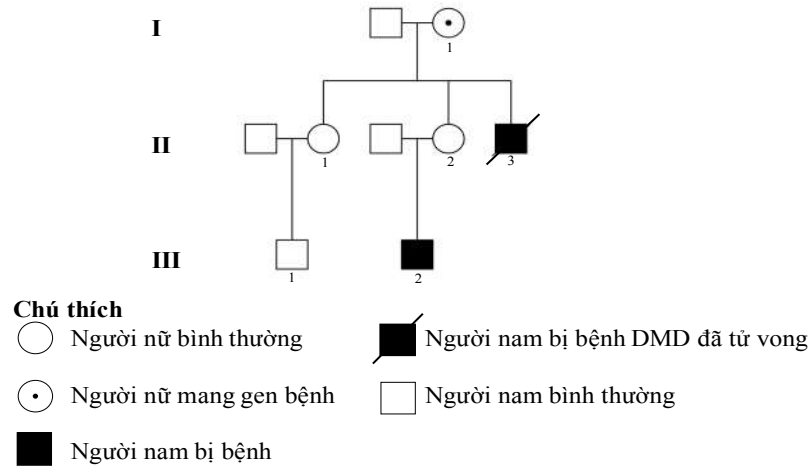 I
1
II
1
2
3
III
1
2
Chú thích
Người nữ bình thường
Người nam bị bệnh DMD đã tử vong
Người nữ mang gen bệnh
Người nam bình thường
Người nam bị bệnh